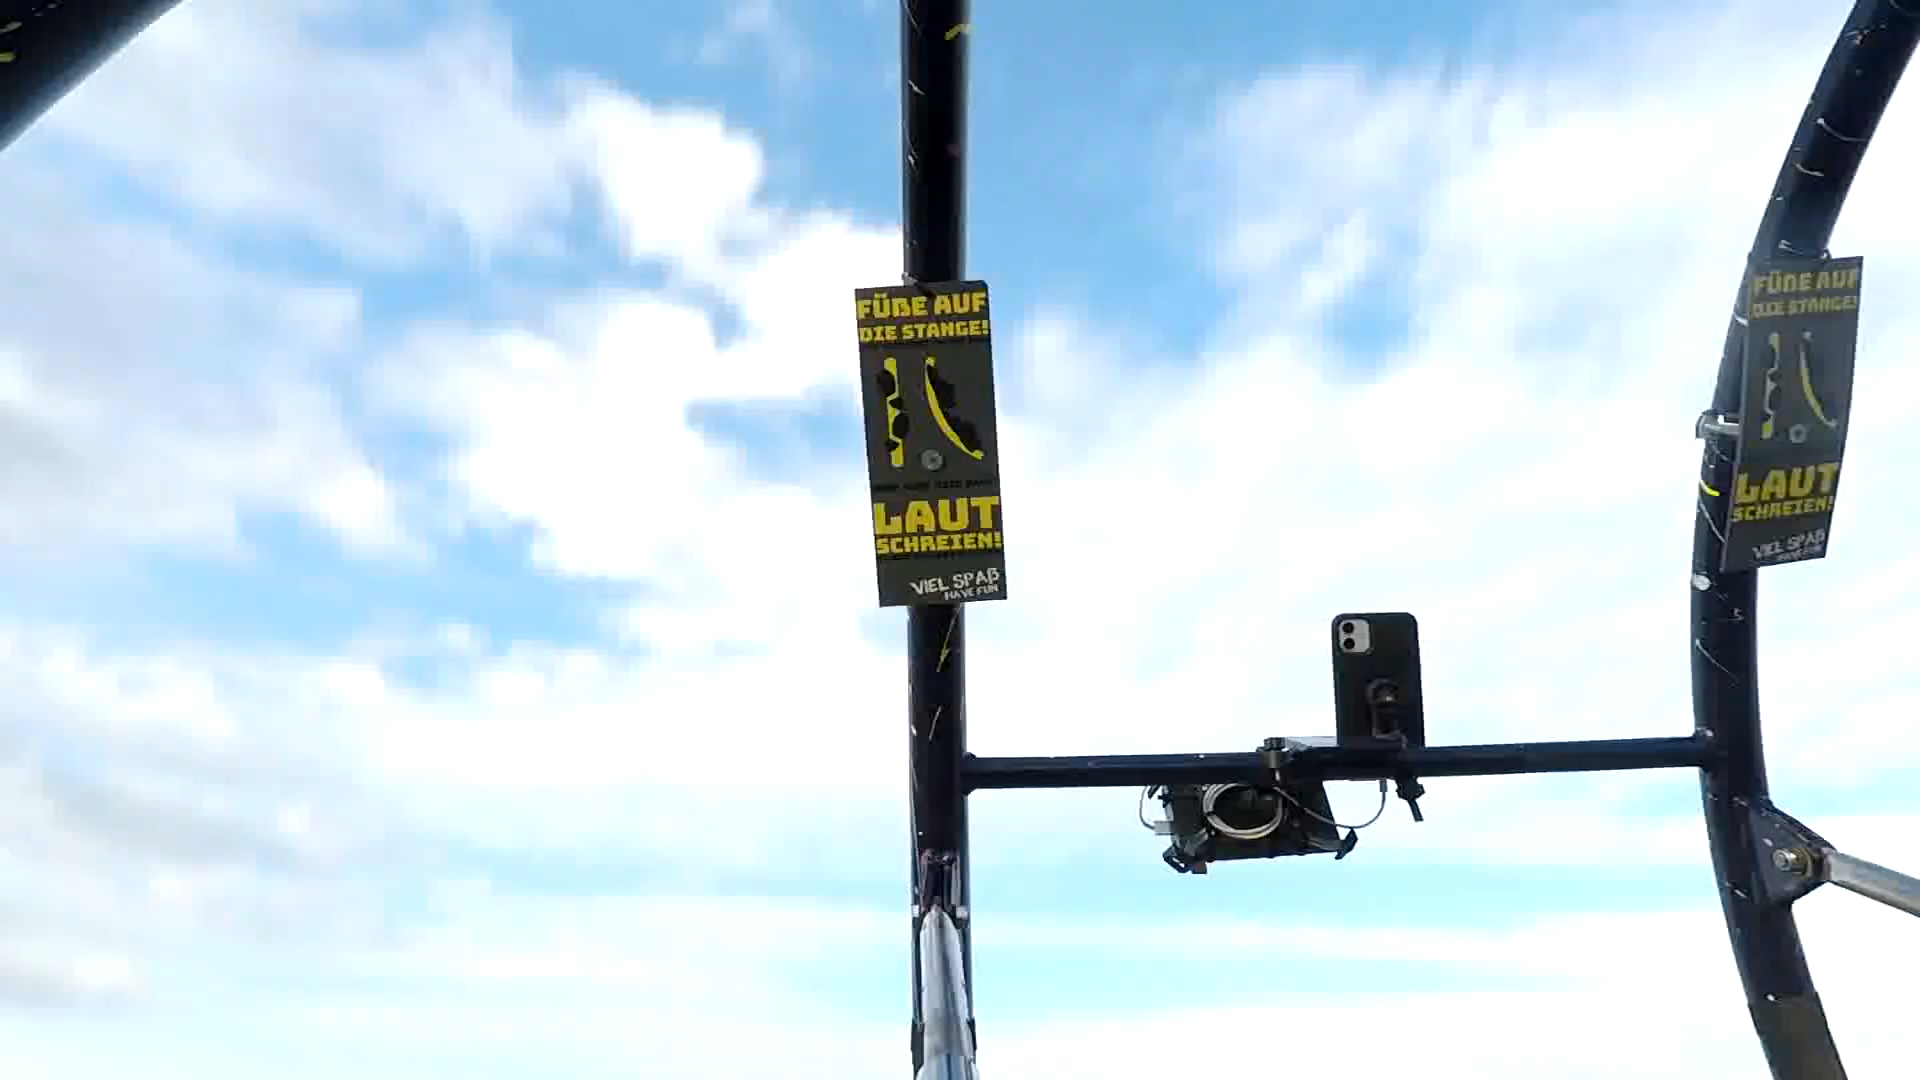 FÜßE AUF
DIE STANGE!
LAUT
SCHREIEN!
VIEL SPAß
HAVE FUN
FÜßE AUF
DIE STANGE!
LAUT
SCHREIEN!
VIEL SPAß